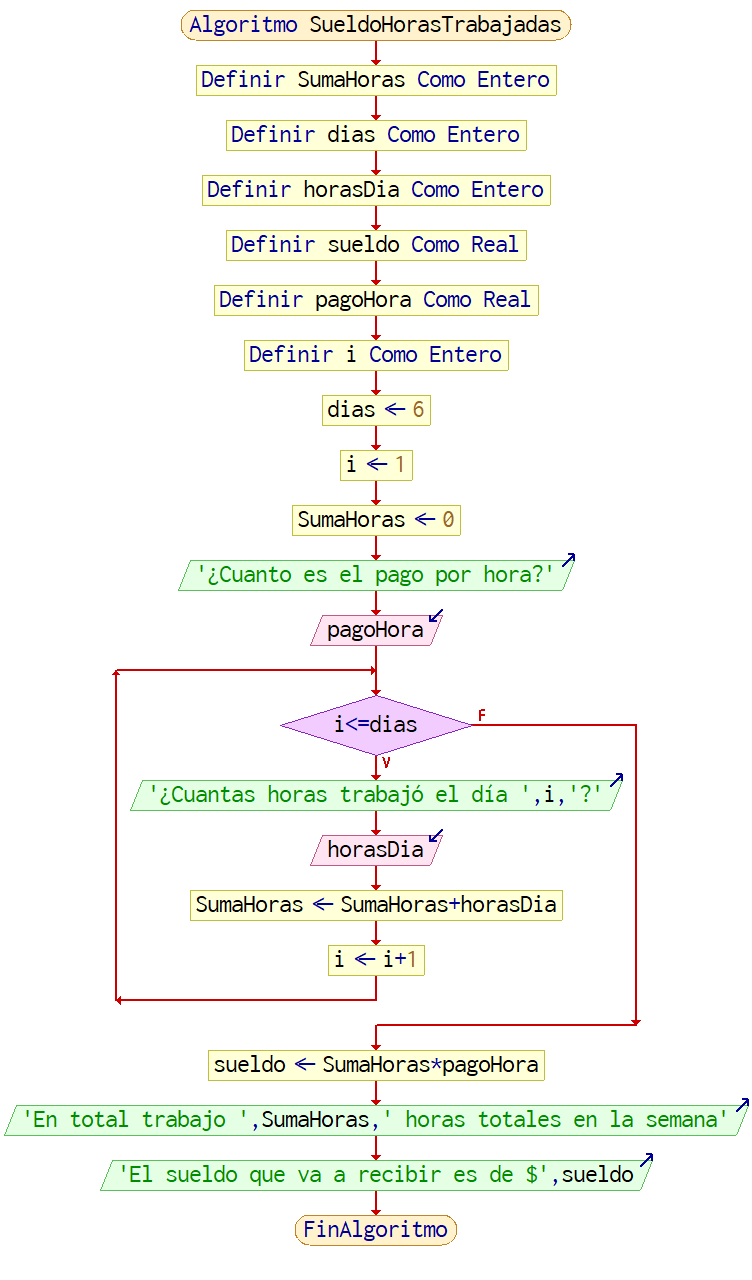 Algoritmo SueldoHorasTrabajadas
Definir SumaHoras Como Entero
Definir dias Como Entero
Definir horasDia Como Entero
Definir sueldo Como Real
Definir pagoHora Como Real
Definir i Como Entero
dias ← 6
i ← 1
SumaHoras ← 0
'¿Cuanto es el pago por hora?'
pagoHora
i<=dias
F
V
'¿Cuantas horas trabajó el día ',i,'?'
horasDia
SumaHoras ← SumaHoras+horasDia
i ← i+1
sueldo ← SumaHoras*pagoHora
'En total trabajo ',SumaHoras,' horas totales en la semana'
'El sueldo que va a recibir es de $',sueldo
FinAlgoritmo